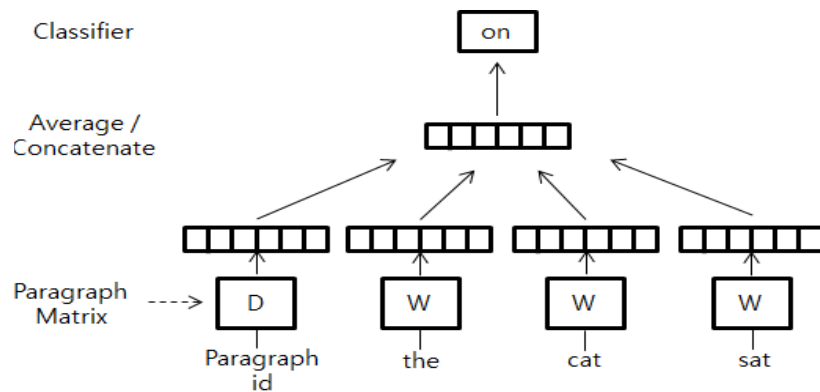 Classifier
on
Average /
Concatenate
Paragraph
Matrix
D
W
W
W
Paragraph
id
the
cat
sat